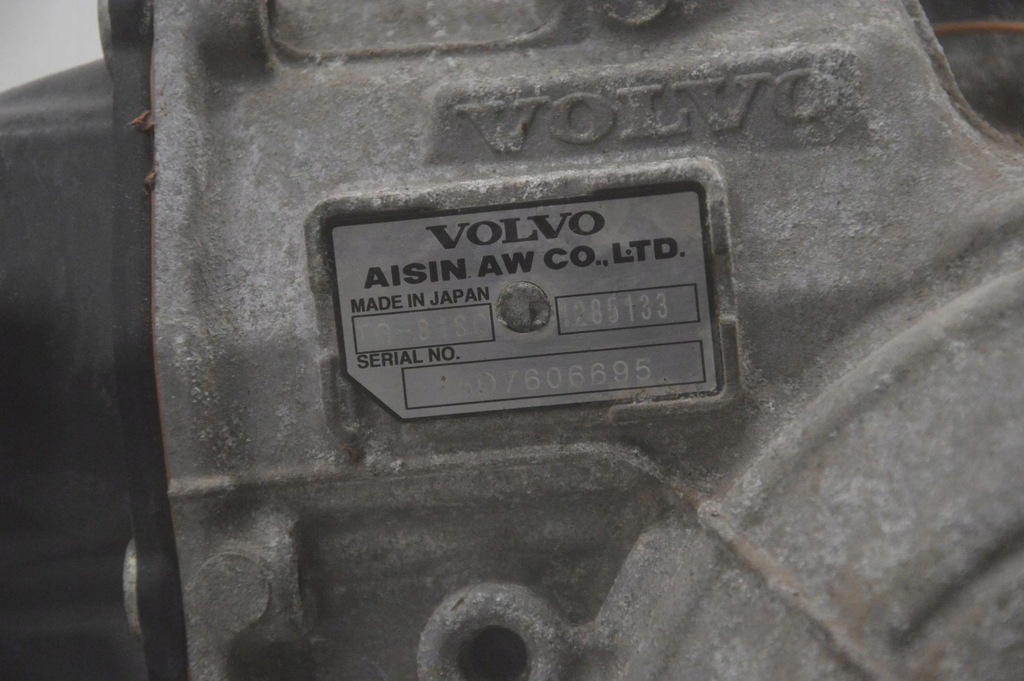 VOLVO
VOLVO
AISIN AW CO., LTD.
MADE IN JAPAN
1285133
SERIAL NO.